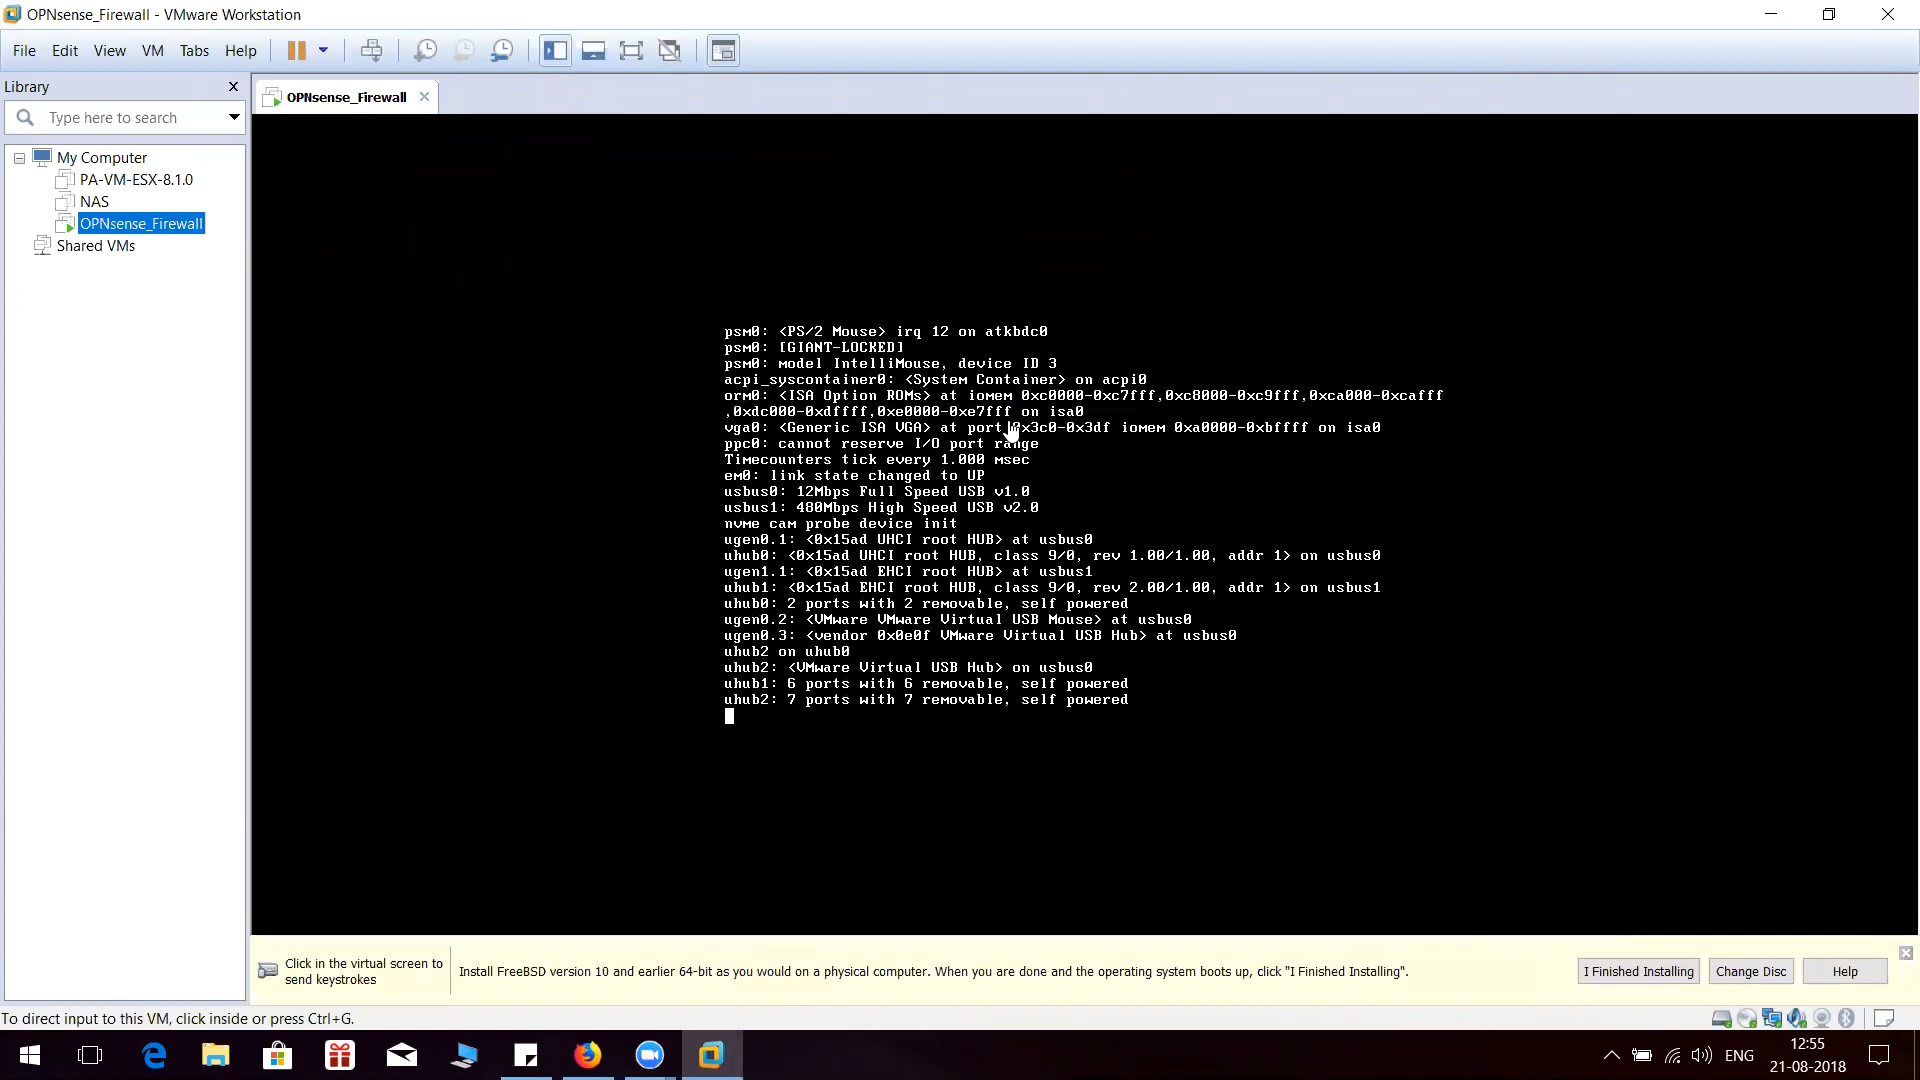 OPNsense_Firewall - VMware Workstation
File Edit View VM Tabs Help
Library
Type here to search
My Computer
PA-VM-ESX-8.1.0
NAS
OPNsense_Firewall
Shared VMs
OPNsense_Firewall
psm0: <PS/2 Mouse> irq 12 on atkbdc0
psm0: [GIANT-LOCKED]
psm0: model IntelliMouse, device ID 3
acpi_syscontainer0: <System Container> on acpi0
orm0: <ISA Option ROMs> at iomem 0xc0000-0xc7fff,0xc8000-0xc9fff,0xca000-0xcafff
,0xdc000-0xdffff,0xe0000-0xe7fff on isa0
vga0: <Generic ISA VGA> at port 0x3c0-0x3df iomem 0xa0000-0xbffff on isa0
ppc0: cannot reserve I/O port range
Timecounters tick every 1.000 msec
em0: link state changed to UP
usbus0: 12Mbps Full Speed USB v1.0
usbus1: 480Mbps High Speed USB v2.0
nvme cam probe device init
ugen0.1: <0x15ad UHCI root HUB> at usbus0
uhub0: <0x15ad UHCI root HUB, class 9/0, rev 1.00/1.00, addr 1> on usbus0
ugen1.1: <0x15ad EHCI root HUB> at usbus1
uhub1: <0x15ad EHCI root HUB, class 9/0, rev 2.00/1.00, addr 1> on usbus1
uhub0: 2 ports with 2 removable, self powered
ugen0.2: <VMware VMware Virtual USB Mouse> at usbus0
ugen0.3: <vendor 0x0e0f VMware Virtual USB Hub> at usbus0
uhub2 on uhub0
uhub2: <VMware Virtual USB Hub> on usbus0
uhub1: 6 ports with 6 removable, self powered
uhub2: 7 ports with 7 removable, self powered
Click in the virtual screen to
send keystrokes
Install FreeBSD version 10 and earlier 64-bit as you would on a physical computer. When you are done and the operating system boots up, click "I Finished Installing".
I Finished Installing
Change Disc
Help
To direct input to this VM, click inside or press Ctrl+G.
ENG
12:55
21-08-2018